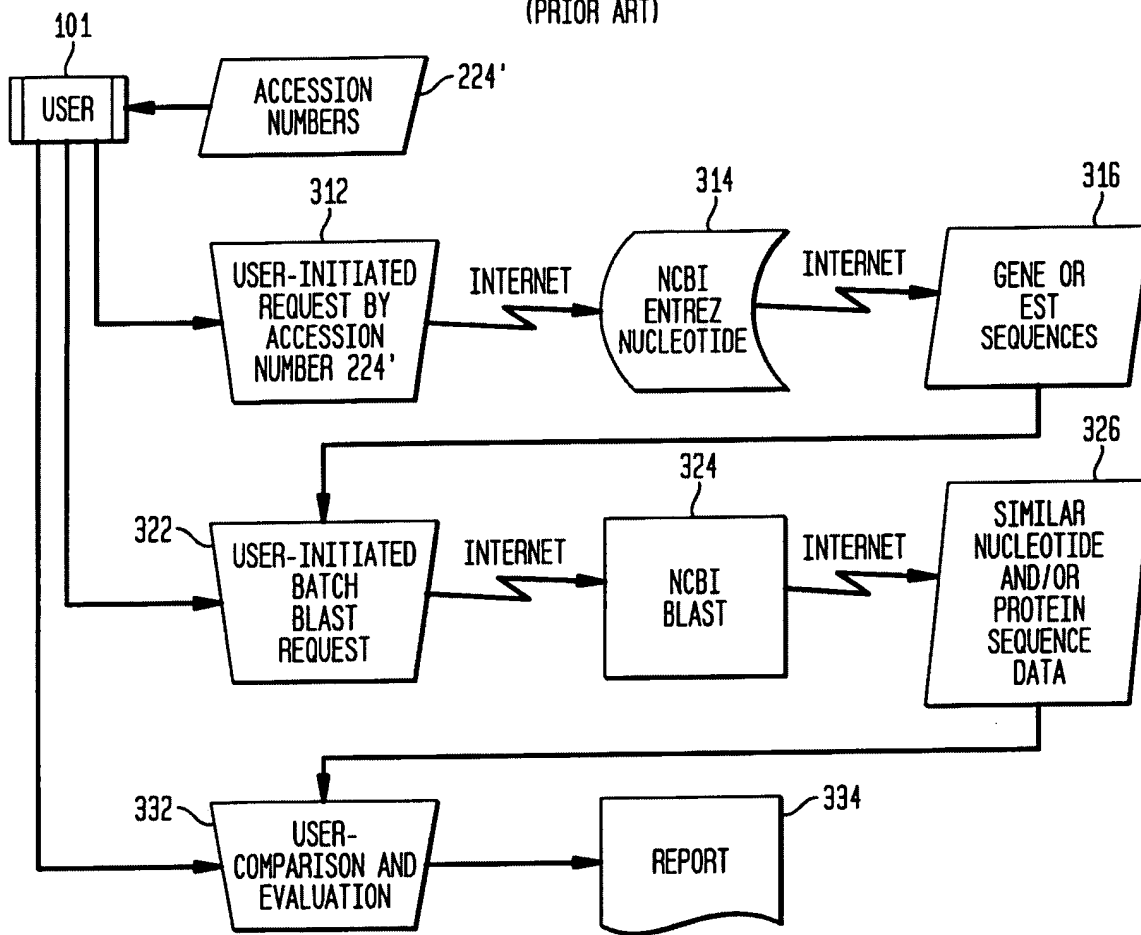 (PRIOR ART)
101
USER
ACCESSION
NUMBERS
224'
312
USER-INITIATED
REQUEST BY
ACCESSION
NUMBER 224'
INTERNET
314
NCBI
ENTREZ
NUCLEOTIDE
INTERNET
316
GENE OR
EST
SEQUENCES
322
USER-INITIATED
BATCH
BLAST
REQUEST
INTERNET
324
NCBI
BLAST
INTERNET
326
SIMILAR
NUCLEOTIDE
AND/OR
PROTEIN
SEQUENCE
DATA
332
USER-
COMPARISON AND
EVALUATION
334
REPORT